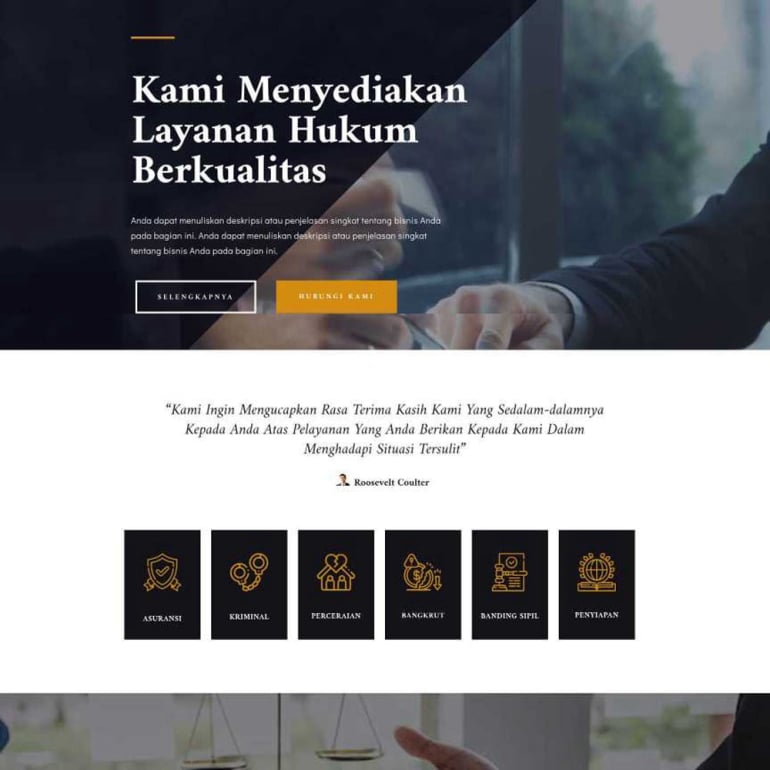 Kami Menyediakan
Layanan Hukum
Berkualitas
Anda dapat menuliskan deskripsi atau penjelasan singkat tentang bisnis Anda
pada bagian ini. Anda dapat menuliskan deskripsi atau penjelasan singkat
tentang bisnis Anda pada bagian ini.
SELENGKAPNYA
HUBUNGI KAMI
“Kami Ingin Mengucapkan Rasa Terima Kasih Kami Yang Sedalam-dalamnya
Kepada Anda Atas Pelayanan Yang Anda Berikan Kepada Kami Dalam
Menghadapi Situasi Tersulit”
Roosevelt Coulter
ASURANSI
KRIMINAL
PERCERAIAN
BANGKRUT
BANDING SIPIL
PENYIAPAN